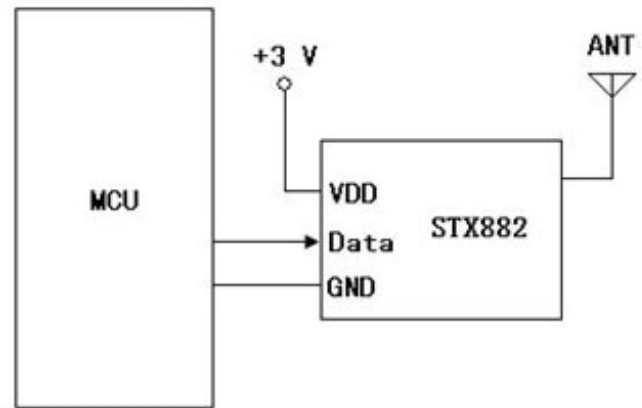 ANT
+3 V
VDD
MCU
STX882
Data
GND